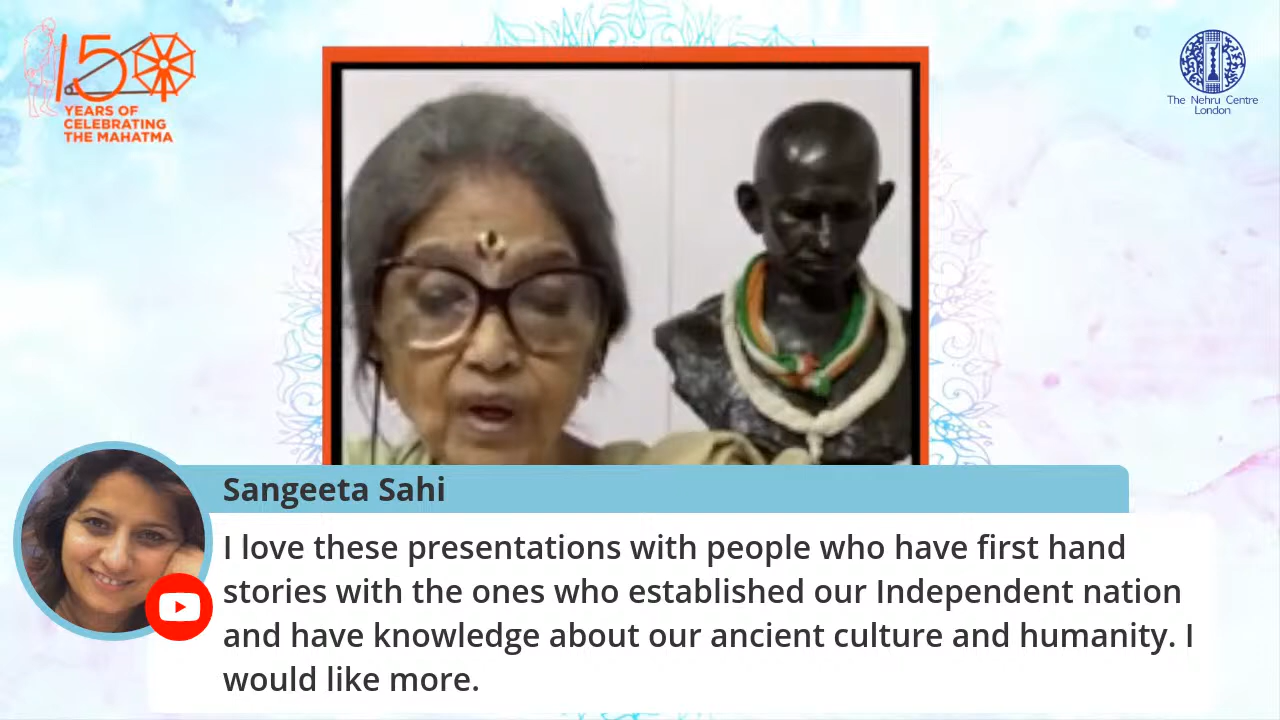 150
YEARS OF
CELEBRATING
THE MAHATMA
The Nehru Centre
London
Sangeeta Sahi
I love these presentations with people who have first hand
stories with the ones who established our Independent nation
and have knowledge about our ancient culture and humanity. I
would like more.